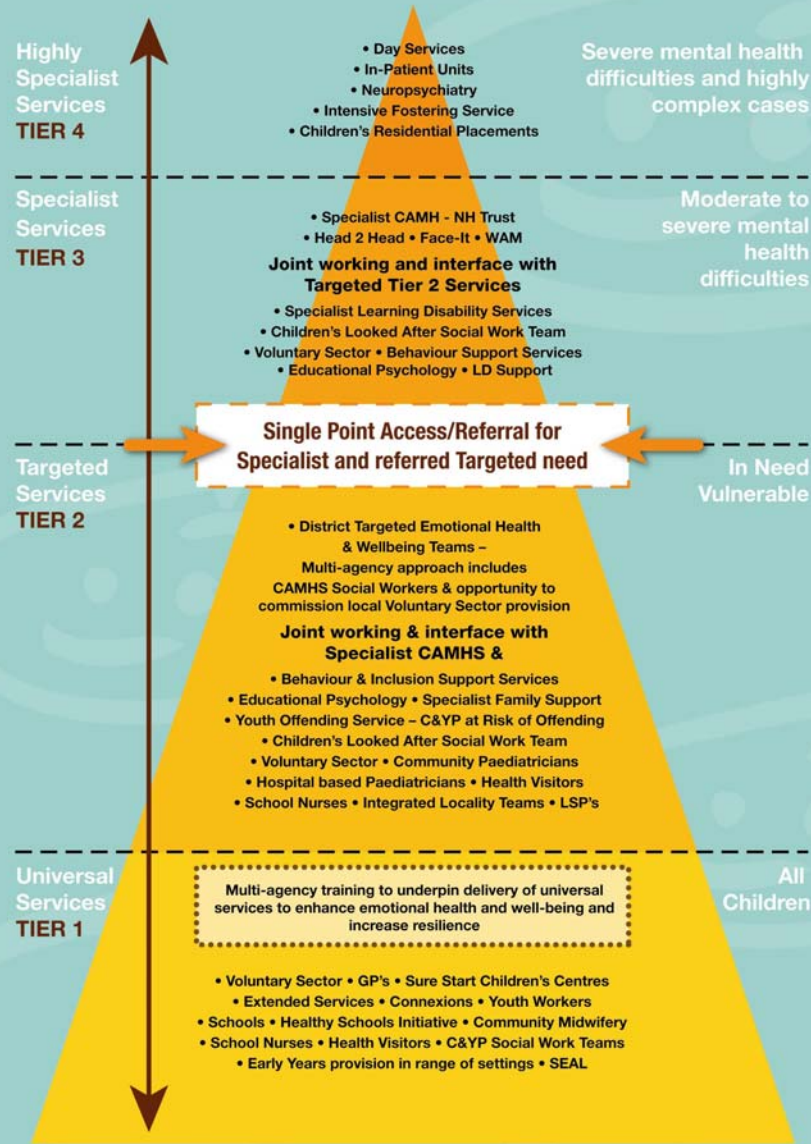 Highly
Specialist
Services
TIER 4
• Day Services
• In-Patient Units
• Neuropsychiatry
• Intensive Fostering Service
• Children's Residential Placements
Severe mental health
difficulties and highly
complex cases
Specialist
Services
TIER 3
• Specialist CAMH - NH Trust
• Head 2 Head • Face-It • WAM
Joint working and interface with
Targeted Tier 2 Services
• Specialist Learning Disability Services
• Children's Looked After Social Work Team
• Voluntary Sector • Behaviour Support Services
• Educational Psychology • LD Support
Moderate to
severe mental
health
difficulties
Single Point Access/Referral for
Specialist and referred Targeted need
Targeted
Services
TIER 2
In Need
Vulnerable
• District Targeted Emotional Health
& Wellbeing Teams –
Multi-agency approach includes
CAMHS Social Workers & opportunity to
commission local Voluntary Sector provision
Joint working & interface with
Specialist CAMHS &
• Behaviour & Inclusion Support Services
• Educational Psychology • Specialist Family Support
• Youth Offending Service – C&YP at Risk of Offending
• Children's Looked After Social Work Team
• Voluntary Sector • Community Paediatricians
• Hospital based Paediatricians • Health Visitors
• School Nurses • Integrated Locality Teams • LSP's
Universal
Services
TIER 1
Multi-agency training to underpin delivery of universal
services to enhance emotional health and well-being and
increase resilience
All
Children
• Voluntary Sector • GP's • Sure Start Children's Centres
• Extended Services • Connexions • Youth Workers
• Schools • Healthy Schools Initiative • Community Midwifery
• School Nurses • Health Visitors • C&YP Social Work Teams
• Early Years provision in range of settings • SEAL